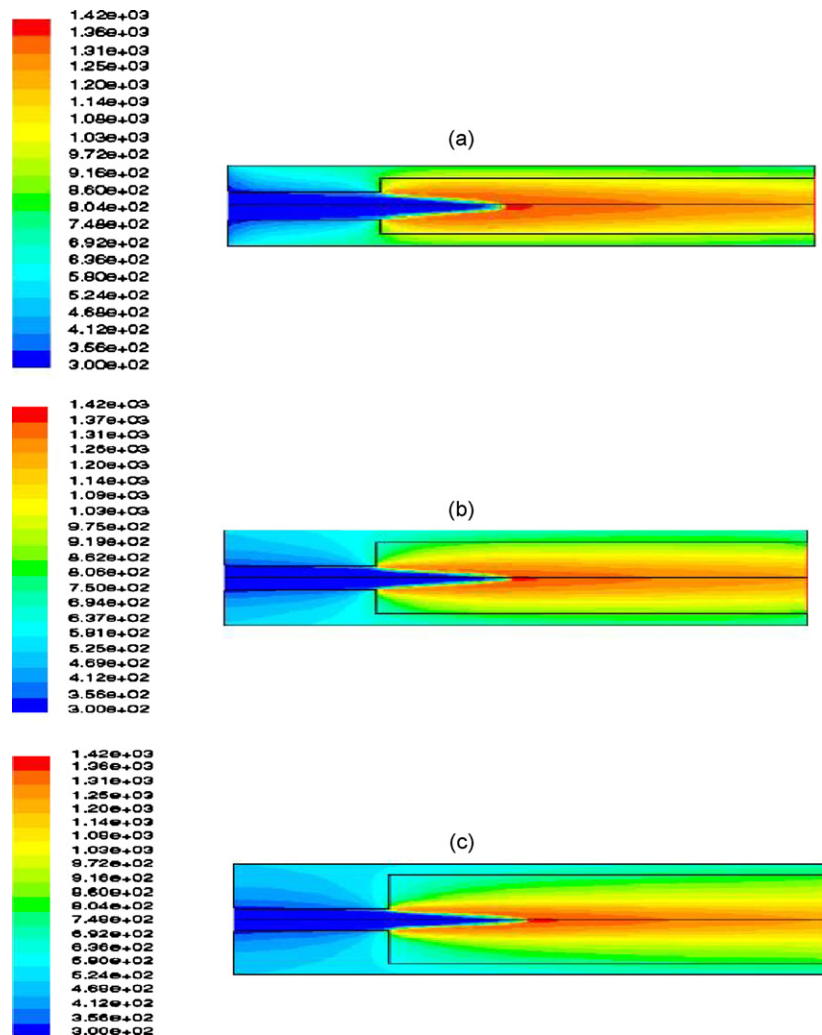 1.42e+03
1.36e+03
1.31e+03
1.25e+03
1.20e+03
1.14e+03
1.08e+03
1.03e+03
9.72e+02
9.16e+02
8.60e+02
8.04e+02
7.48e+02
6.92e+02
6.36e+02
5.80e+02
5.24e+02
4.68e+02
4.12e+02
3.56e+02
3.00e+02
(a)
1.42e+03
1.37e+03
1.31e+03
1.26e+03
1.20e+03
1.14e+03
1.09e+03
1.03e+03
9.75e+02
9.19e+02
8.62e+02
8.06e+02
7.50e+02
6.94e+02
6.37e+02
5.81e+02
5.25e+02
4.69e+02
4.12e+02
3.56e+02
3.00e+02
(b)
1.42e+03
1.36e+03
1.31e+03
1.25e+03
1.20e+03
1.14e+03
1.08e+03
1.03e+03
9.72e+02
9.16e+02
8.60e+02
8.04e+02
7.48e+02
6.92e+02
6.36e+02
5.80e+02
5.24e+02
4.68e+02
4.12e+02
3.56e+02
3.00e+02
(c)